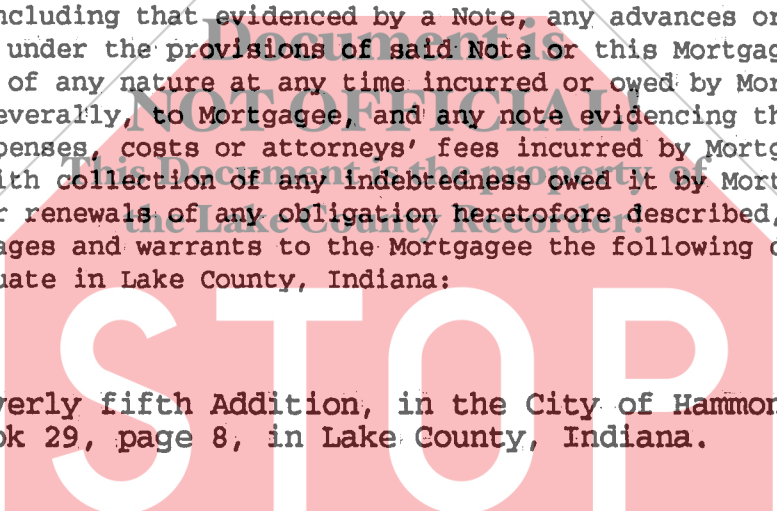 ncluding that evidenced by a Note, any advances or
under the provisions of said Note or this Mortgag
of any nature at any time incurred or owed by Mor
everally, to Mortgagee, and any note evidencing th
penses, costs or attorneys' fees incurred by Mortg
ith collection of any indebtedness owed it by Mort
r renewals of any obligation heretofore described,
ages and warrants to the Mortgagee the following d
uate in Lake County, Indiana:
verly fifth Addition, in the City of Hammon
ok 29, page 8, in Lake County, Indiana.
Document is
NOT OFFICIAL!
This Document is the property of
the Lake County Recorder!
STOP